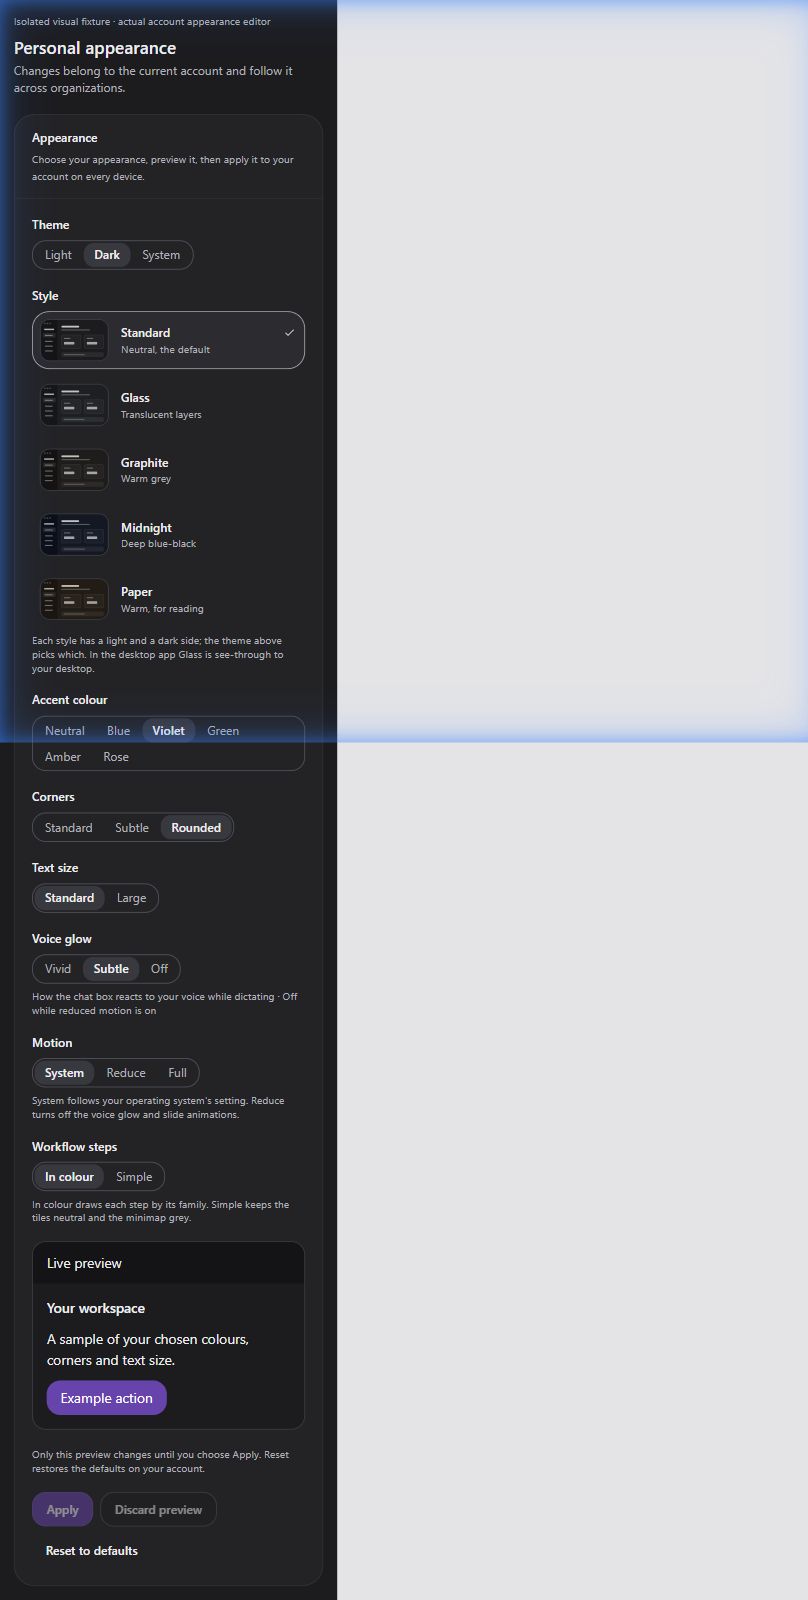 Isolated visual fixture · actual account appearance editor
Personal appearance
Changes belong to the current account and follow it
across organizations.
Appearance
Choose your appearance, preview it, then apply it to your
account on every device.
Theme
Light Dark System
Style
Standard
Neutral, the default
Glass
Translucent layers
Graphite
Warm grey
Midnight
Deep blue-black
Paper
Warm, for reading
Each style has a light and a dark side; the theme above
picks which. In the desktop app Glass is see-through to
your desktop.
Accent colour
Neutral Blue Violet Green
Amber Rose
Corners
Standard Subtle Rounded
Text size
Standard Large
Voice glow
Vivid Subtle Off
How the chat box reacts to your voice while dictating · Off
while reduced motion is on
Motion
System Reduce Full
System follows your operating system's setting. Reduce
turns off the voice glow and slide animations.
Workflow steps
In colour Simple
In colour draws each step by its family. Simple keeps the
tiles neutral and the minimap grey.
Live preview
Your workspace
A sample of your chosen colours,
corners and text size.
Example action
Only this preview changes until you choose Apply. Reset
restores the defaults on your account.
Apply Discard preview
Reset to defaults